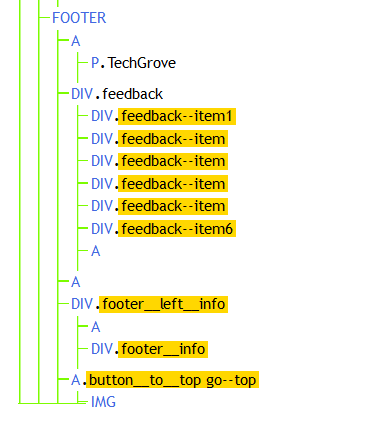 FOOTER
A
P.TechGrove
DIV.feedback
DIV.feedback--item1
DIV.feedback--item
DIV.feedback--item
DIV.feedback--item
DIV.feedback--item
DIV.feedback--item6
A
A
DIV.footer__left__info
A
DIV.footer__info
A.button__to__top go--top
IMG